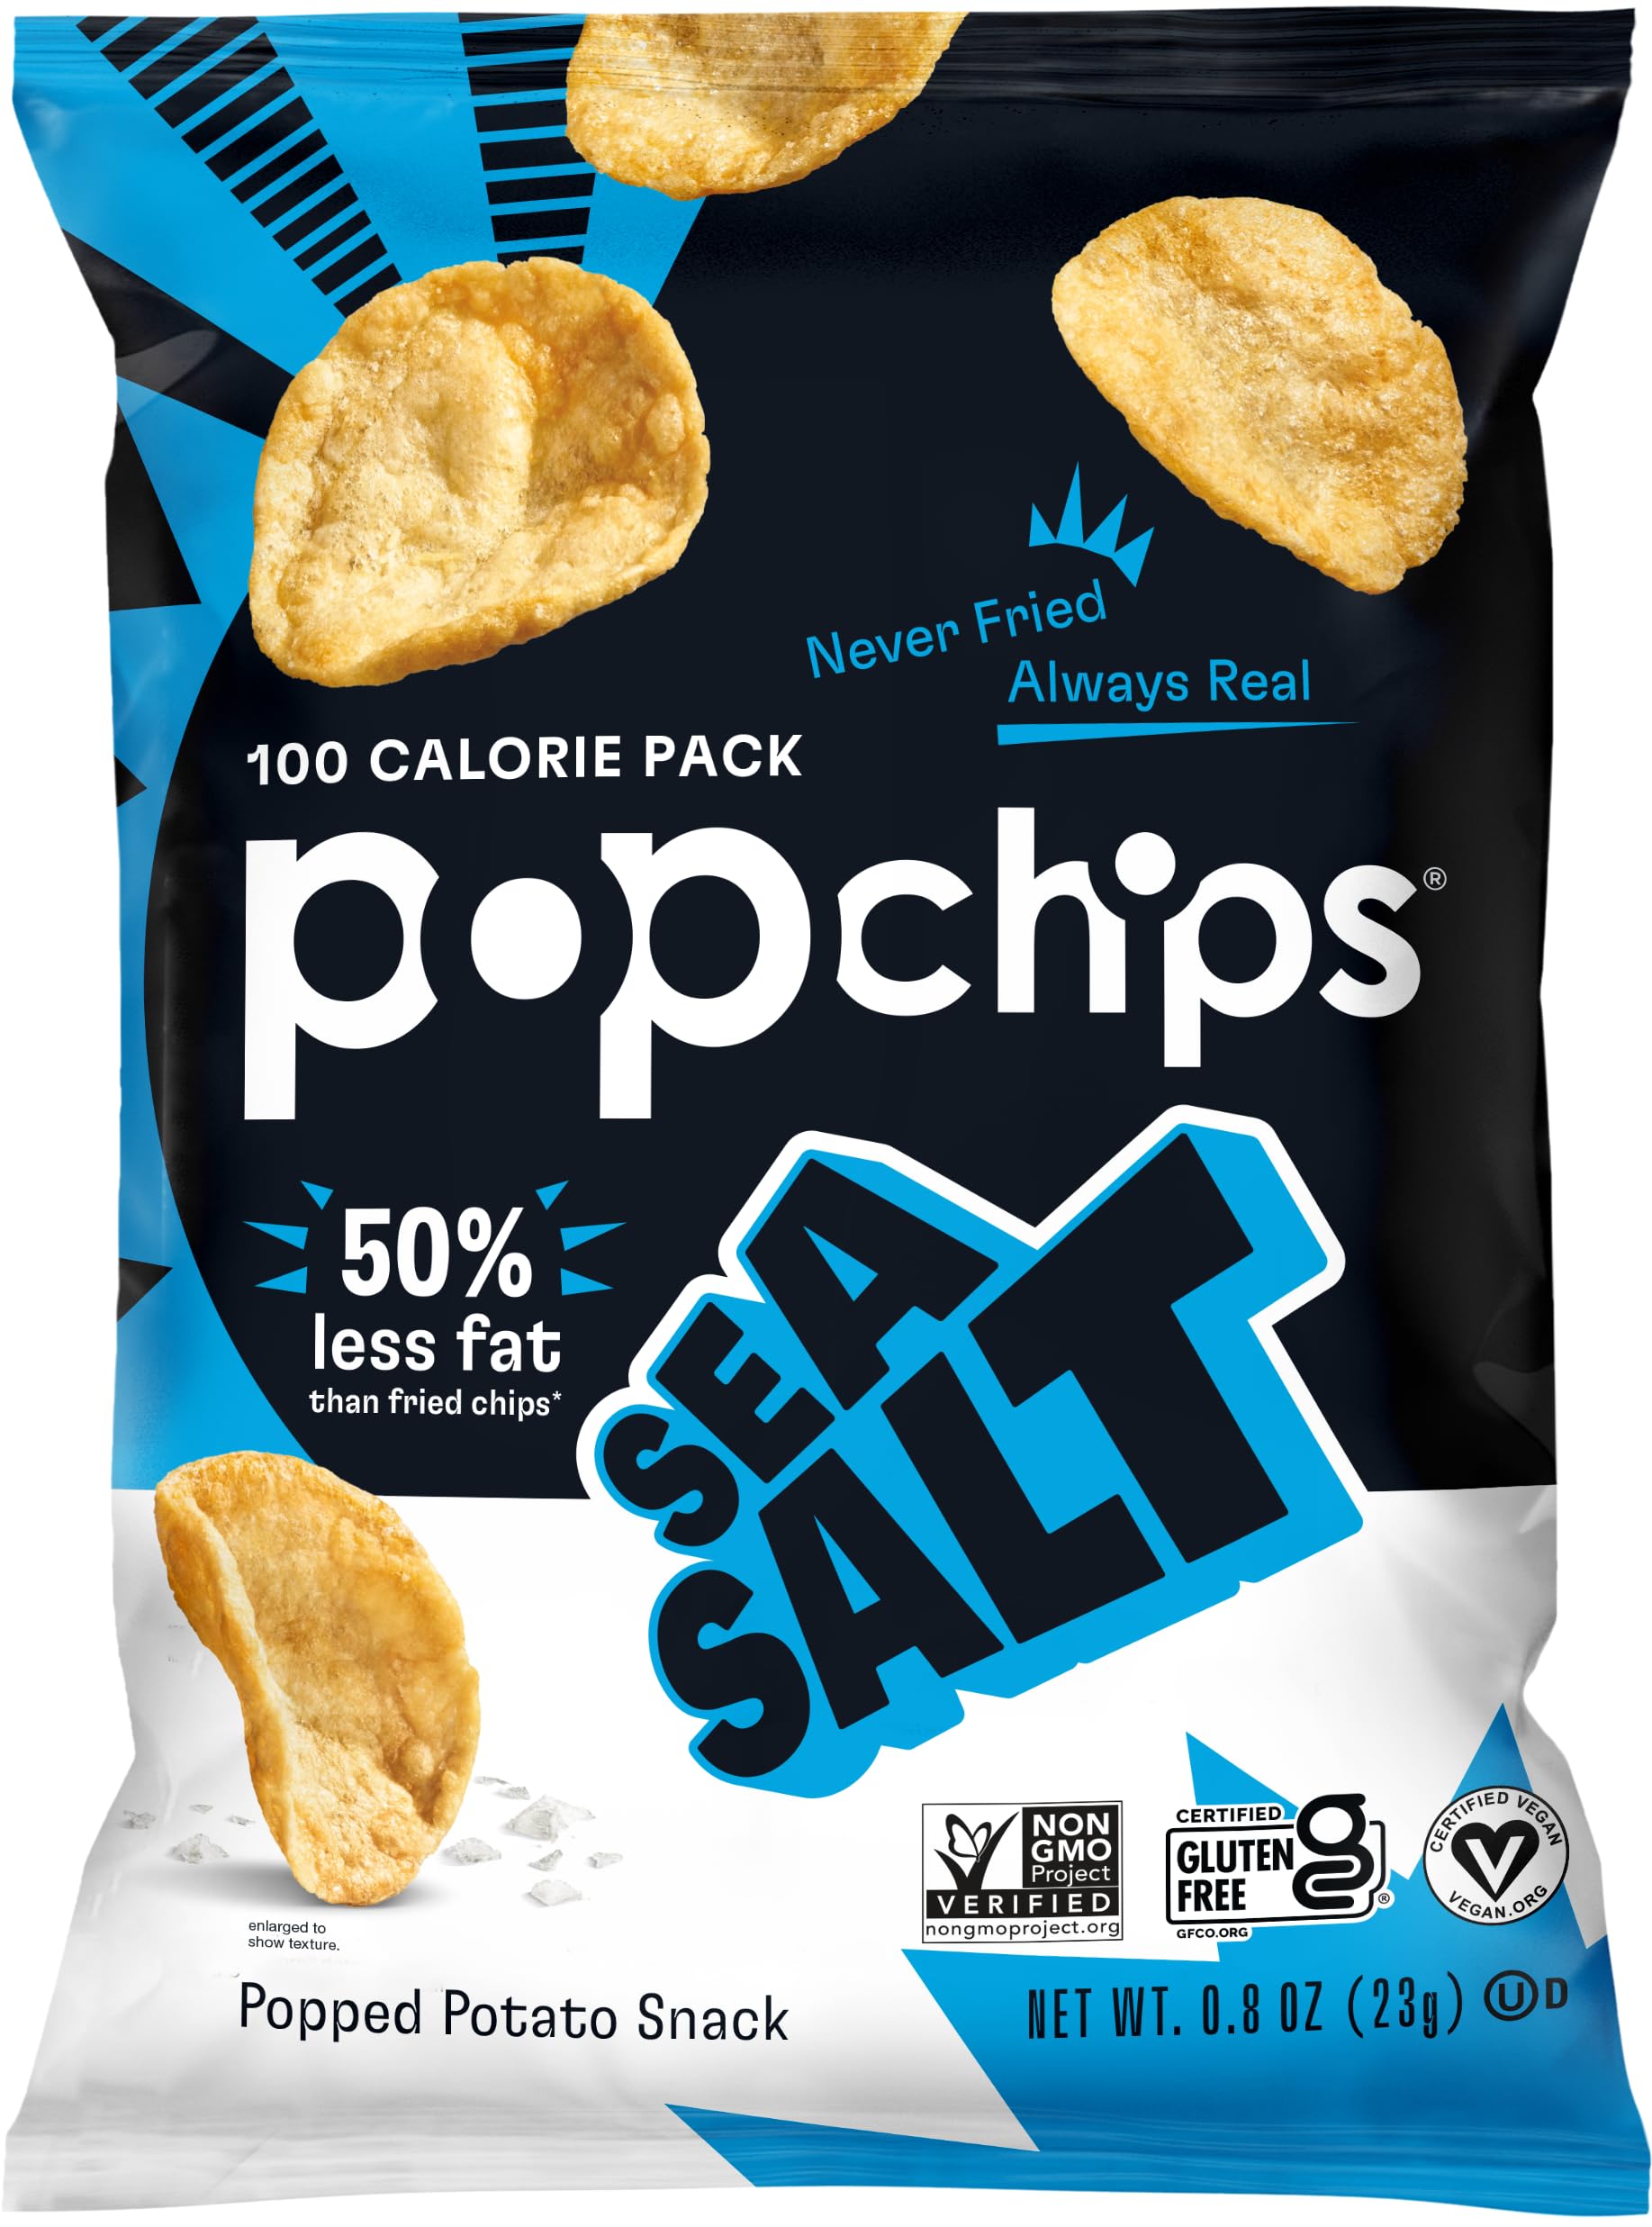 Never Fried
Always Real
100 CALORIE PACK
popchips®
50%
less fat
than fried chips*
SEA
SALT
NON
GMO
Project
VERIFIED
nongmoproject.org
CERTIFIED
GLUTEN
FREE
g®
GFCO.ORG
CERTIFIED VEGAN
V
VEGAN.ORG
enlarged to
show texture.
Popped Potato Snack
NET WT. 0.8 OZ (23g) U D